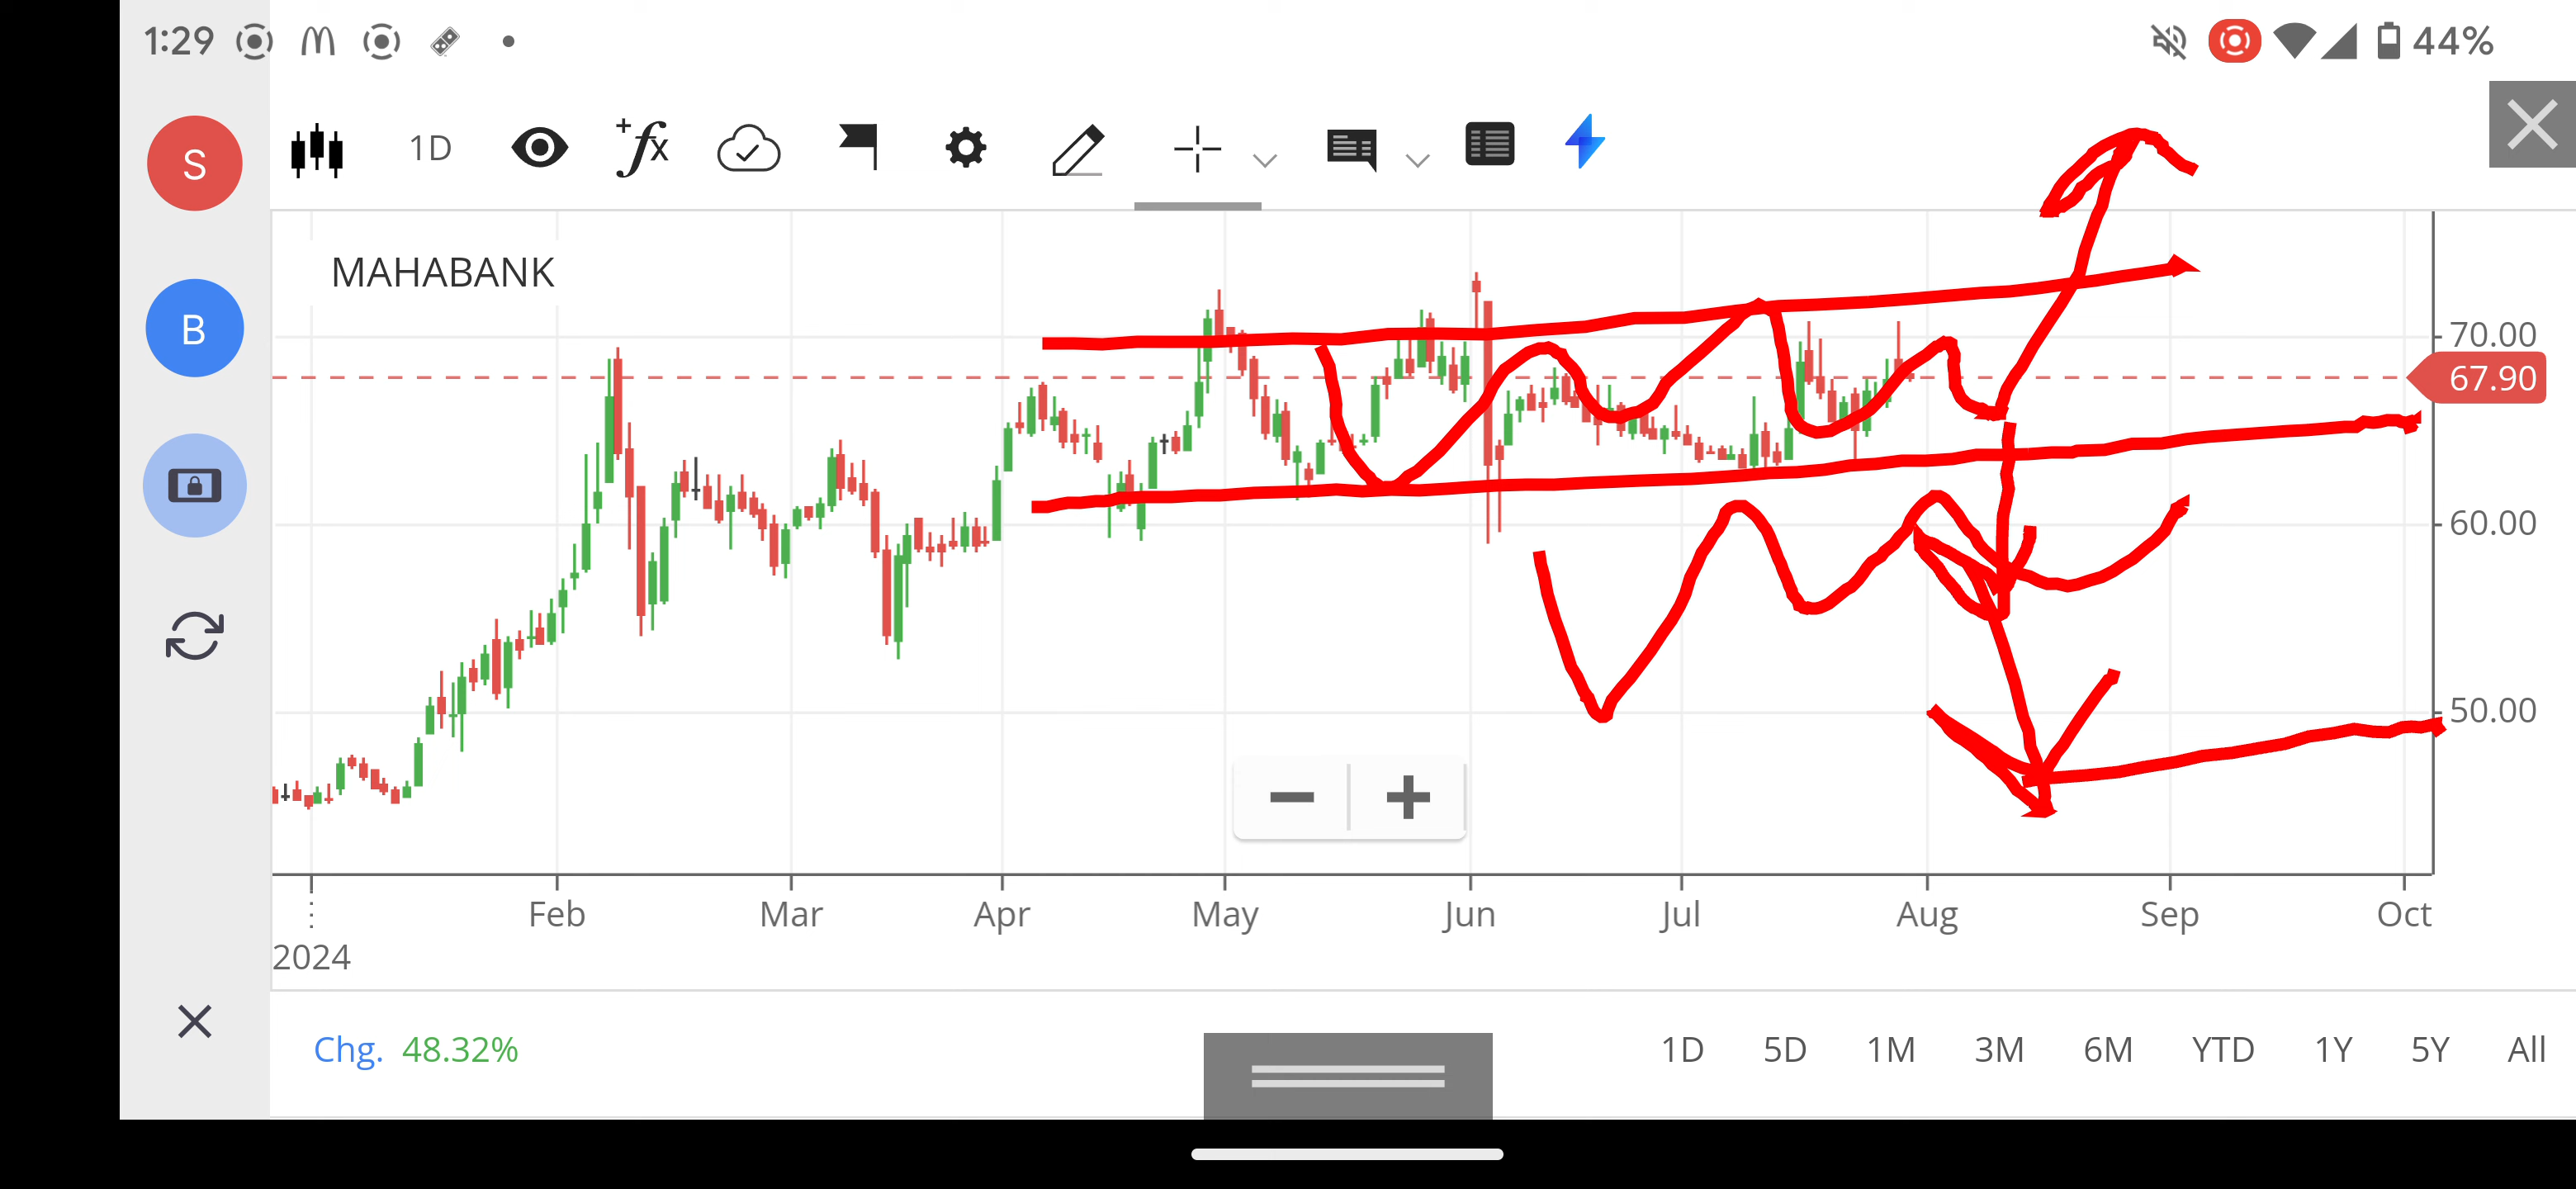 1:29 44%
S
1D
MAHABANK
B
70.00
67.90
60.00
50.00
Feb Mar Apr May Jun Jul Aug Sep Oct
2024
Chg. 48.32% 1D 5D 1M 3M 6M YTD 1Y 5Y All